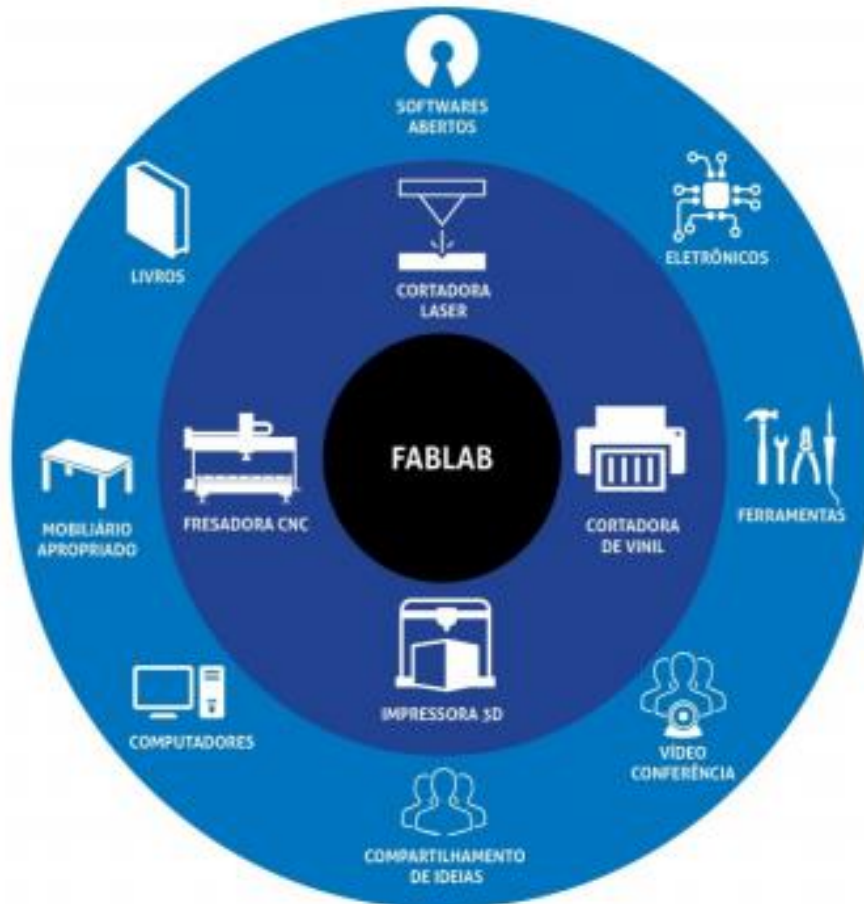 SOFTWARES
ABERTOS
LIVROS
ELETRÔNICOS
CORTADORA
LASER
FABLAB
FRESADORA CNC
CORTADORA
DE VINIL
MOBILIÁRIO
APROPRIADO
FERRAMENTAS
IMPRESSORA 3D
COMPUTADORES
VÍDEO
CONFERÊNCIA
COMPARTILHAMENTO
DE IDEIAS